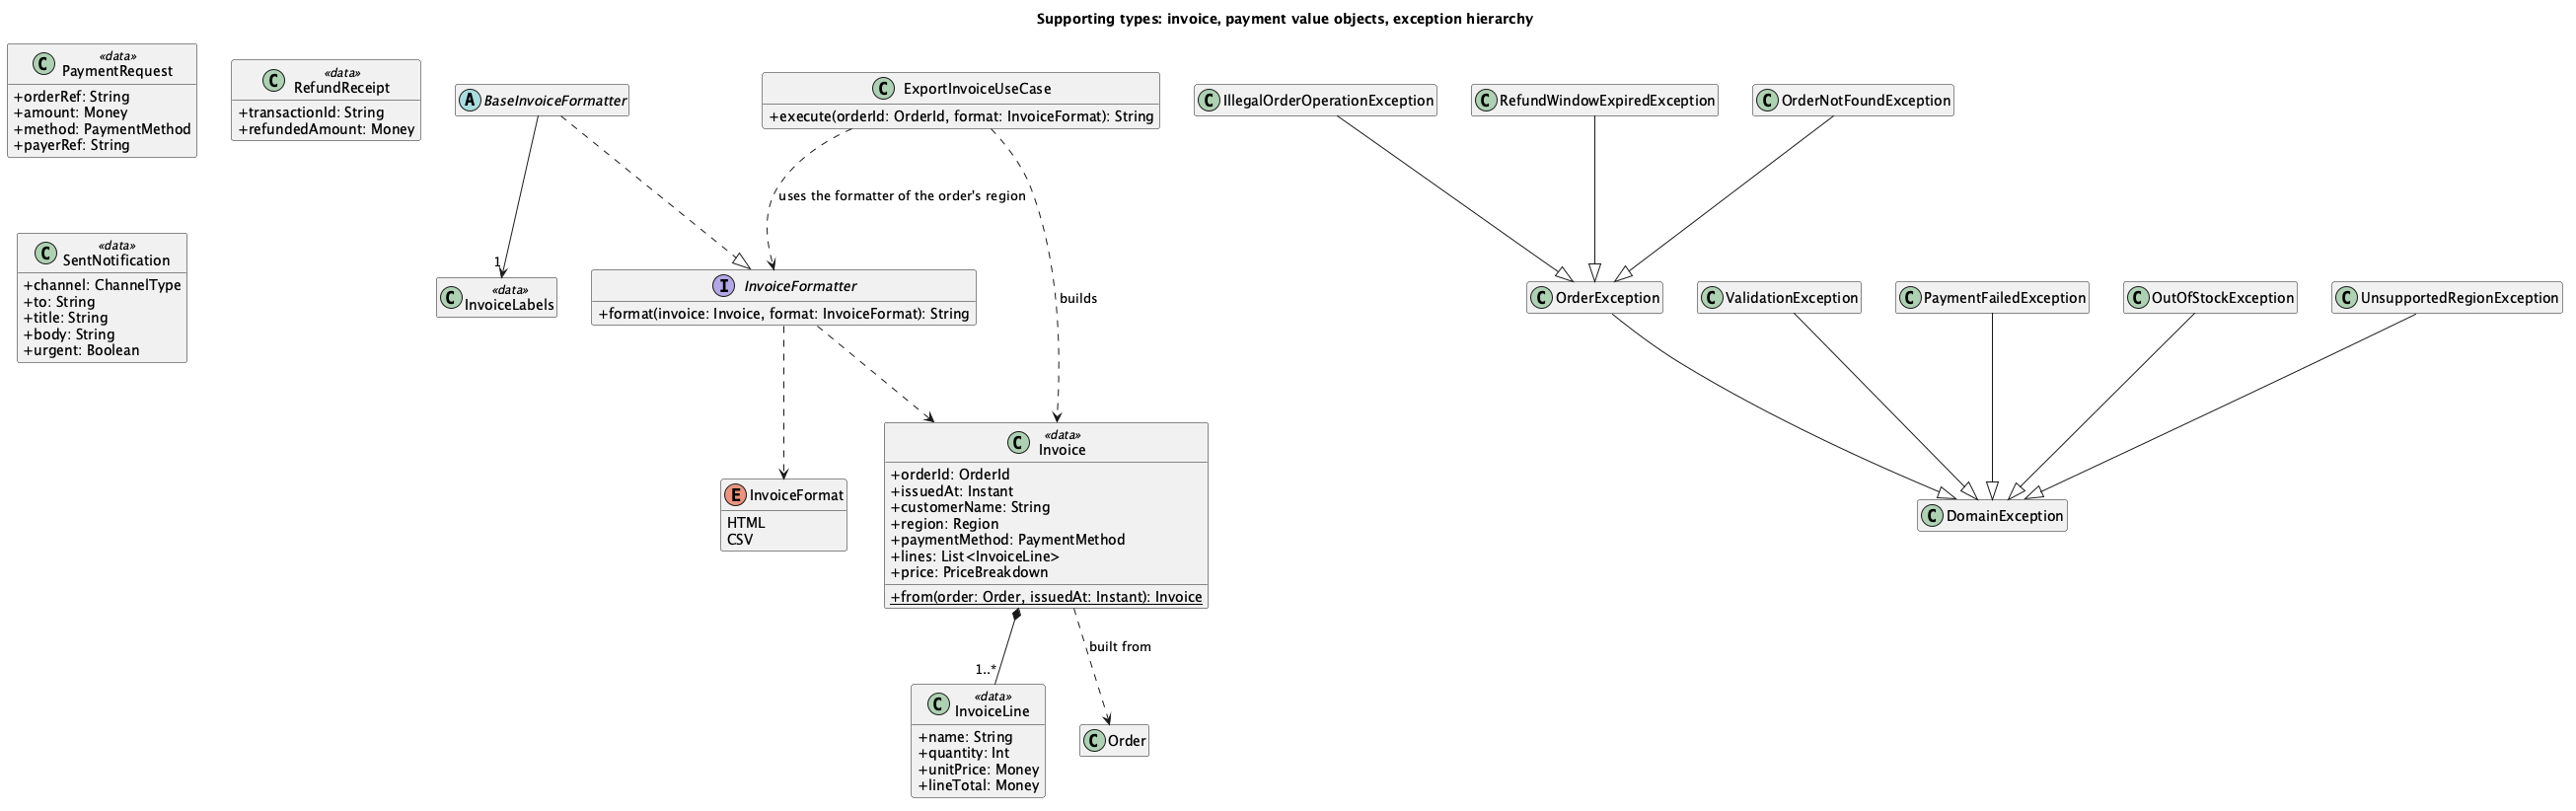 Supporting types: invoice, payment value objects, exception hierarchy
C «data»
PaymentRequest
+orderRef: String
+amount: Money
+method: PaymentMethod
+payerRef: String
C «data»
RefundReceipt
+transactionId: String
+refundedAmount: Money
A BaseInvoiceFormatter
C ExportInvoiceUseCase
+execute(orderId: OrderId, format: InvoiceFormat): String
C IllegalOrderOperationException
C RefundWindowExpiredException
C OrderNotFoundException
uses the formatter of the order's region
C «data»
SentNotification
+channel: ChannelType
+to: String
+title: String
+body: String
+urgent: Boolean
1
C «data»
InvoiceLabels
I InvoiceFormatter
+format(invoice: Invoice, format: InvoiceFormat): String
builds
C OrderException
C ValidationException
C PaymentFailedException
C OutOfStockException
C UnsupportedRegionException
E InvoiceFormat
HTML
CSV
C «data»
Invoice
+orderId: OrderId
+issuedAt: Instant
+customerName: String
+region: Region
+paymentMethod: PaymentMethod
+lines: List<InvoiceLine>
+price: PriceBreakdown
+from(order: Order, issuedAt: Instant): Invoice
C DomainException
built from
1..*
C «data»
InvoiceLine
+name: String
+quantity: Int
+unitPrice: Money
+lineTotal: Money
C Order